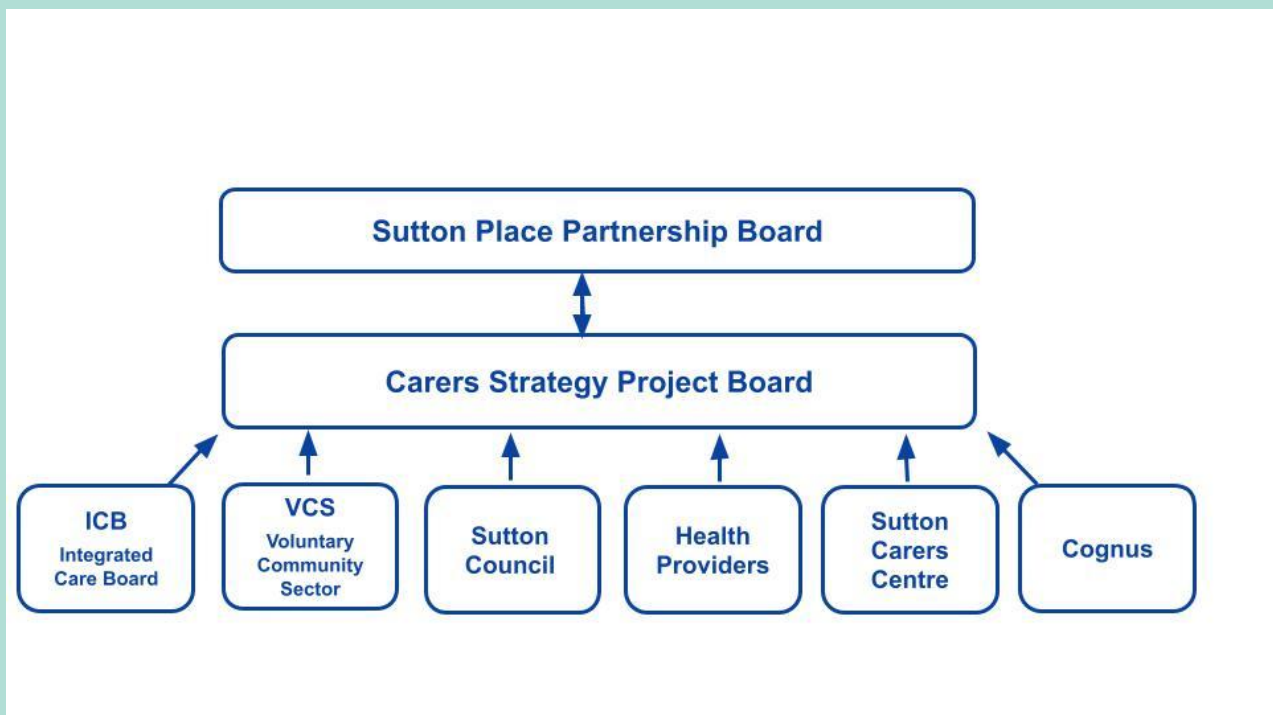 Sutton Place Partnership Board
Carers Strategy Project Board
ICB
Integrated
Care Board
VCS
Voluntary
Community
Sector
Sutton
Council
Health
Providers
Sutton
Carers
Centre
Cognus